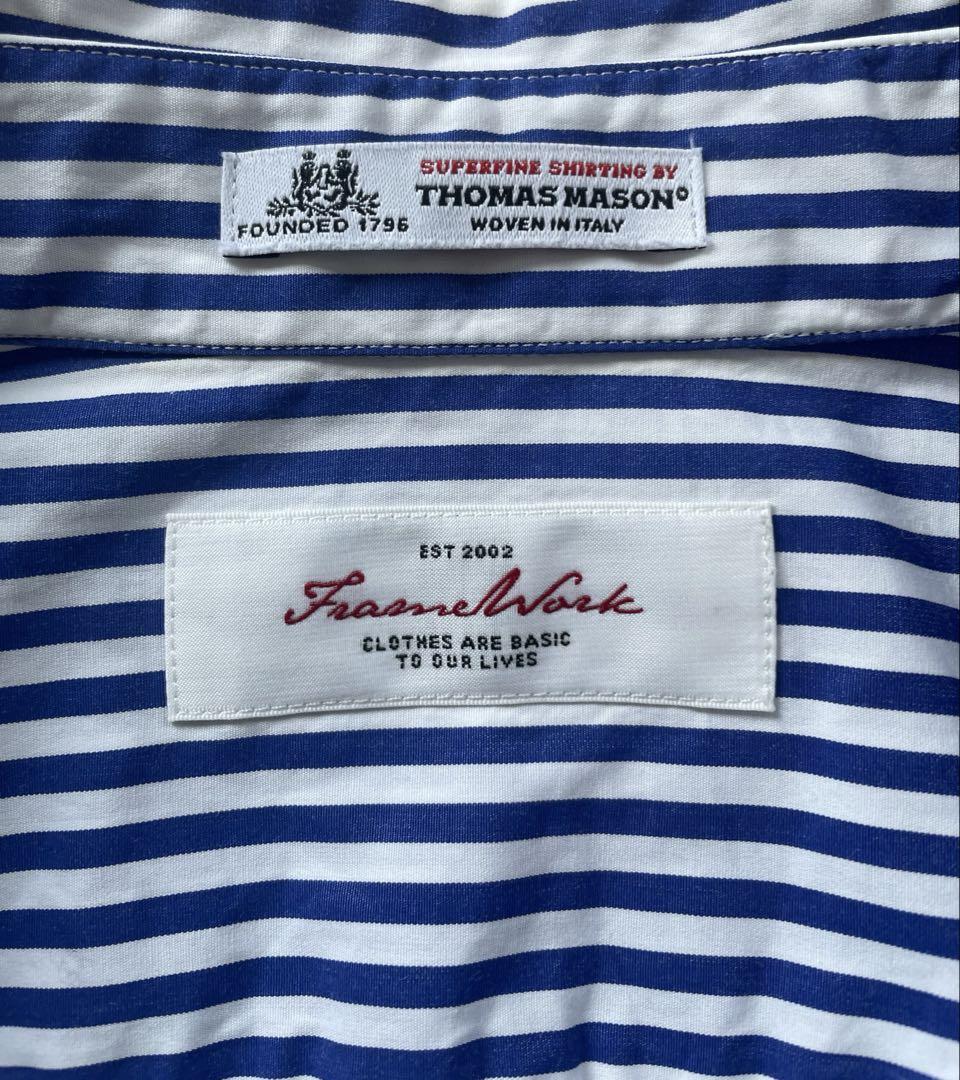 FOUNDED 1796
SUPERFINE SHIRTING BY
THOMAS MASON®
WOVEN IN ITALY
EST 2002
FrameWork
CLOTHES ARE BASIC
TO OUR LIVES